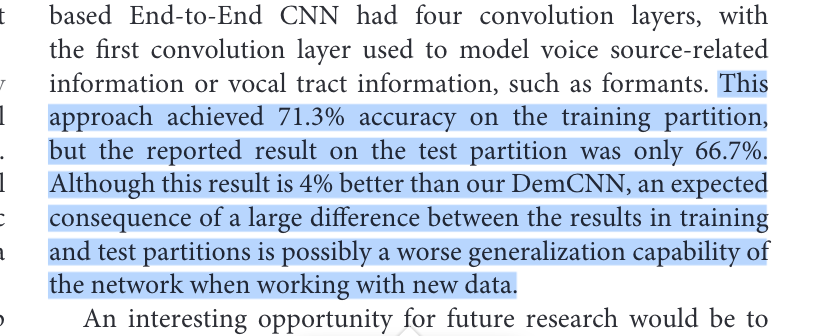 based End-to-End CNN had four convolution layers, with
the first convolution layer used to model voice source-related
information or vocal tract information, such as formants. This
approach achieved 71.3% accuracy on the training partition,
but the reported result on the test partition was only 66.7%.
Although this result is 4% better than our DemCNN, an expected
consequence of a large difference between the results in training
and test partitions is possibly a worse generalization capability of
the network when working with new data.
An interesting opportunity for future research would be to